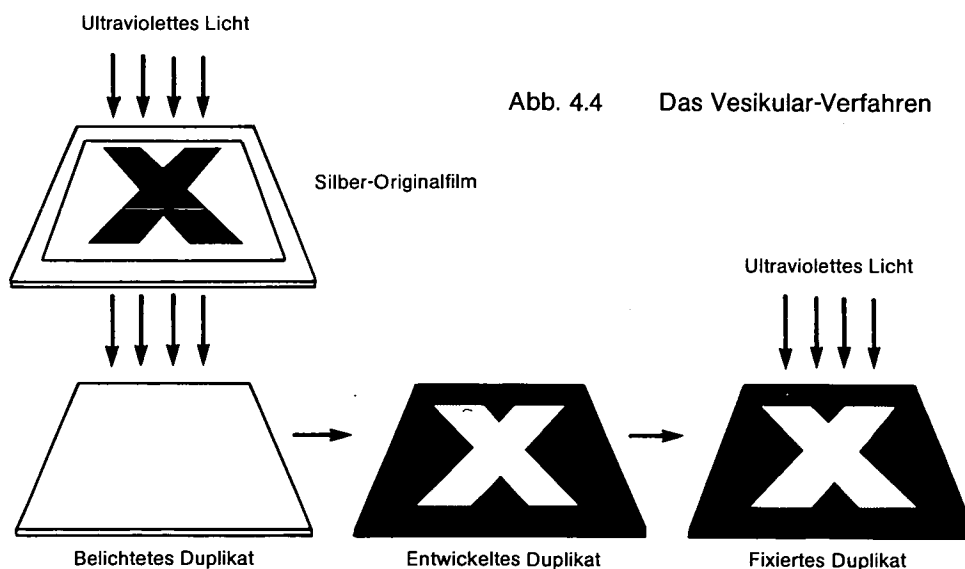 Ultraviolettes Licht
Abb. 4.4 Das Vesikular-Verfahren
X
Silber-Originalfilm
Ultraviolettes Licht
X
X
Belichtetes Duplikat
Entwickeltes Duplikat
Fixiertes Duplikat